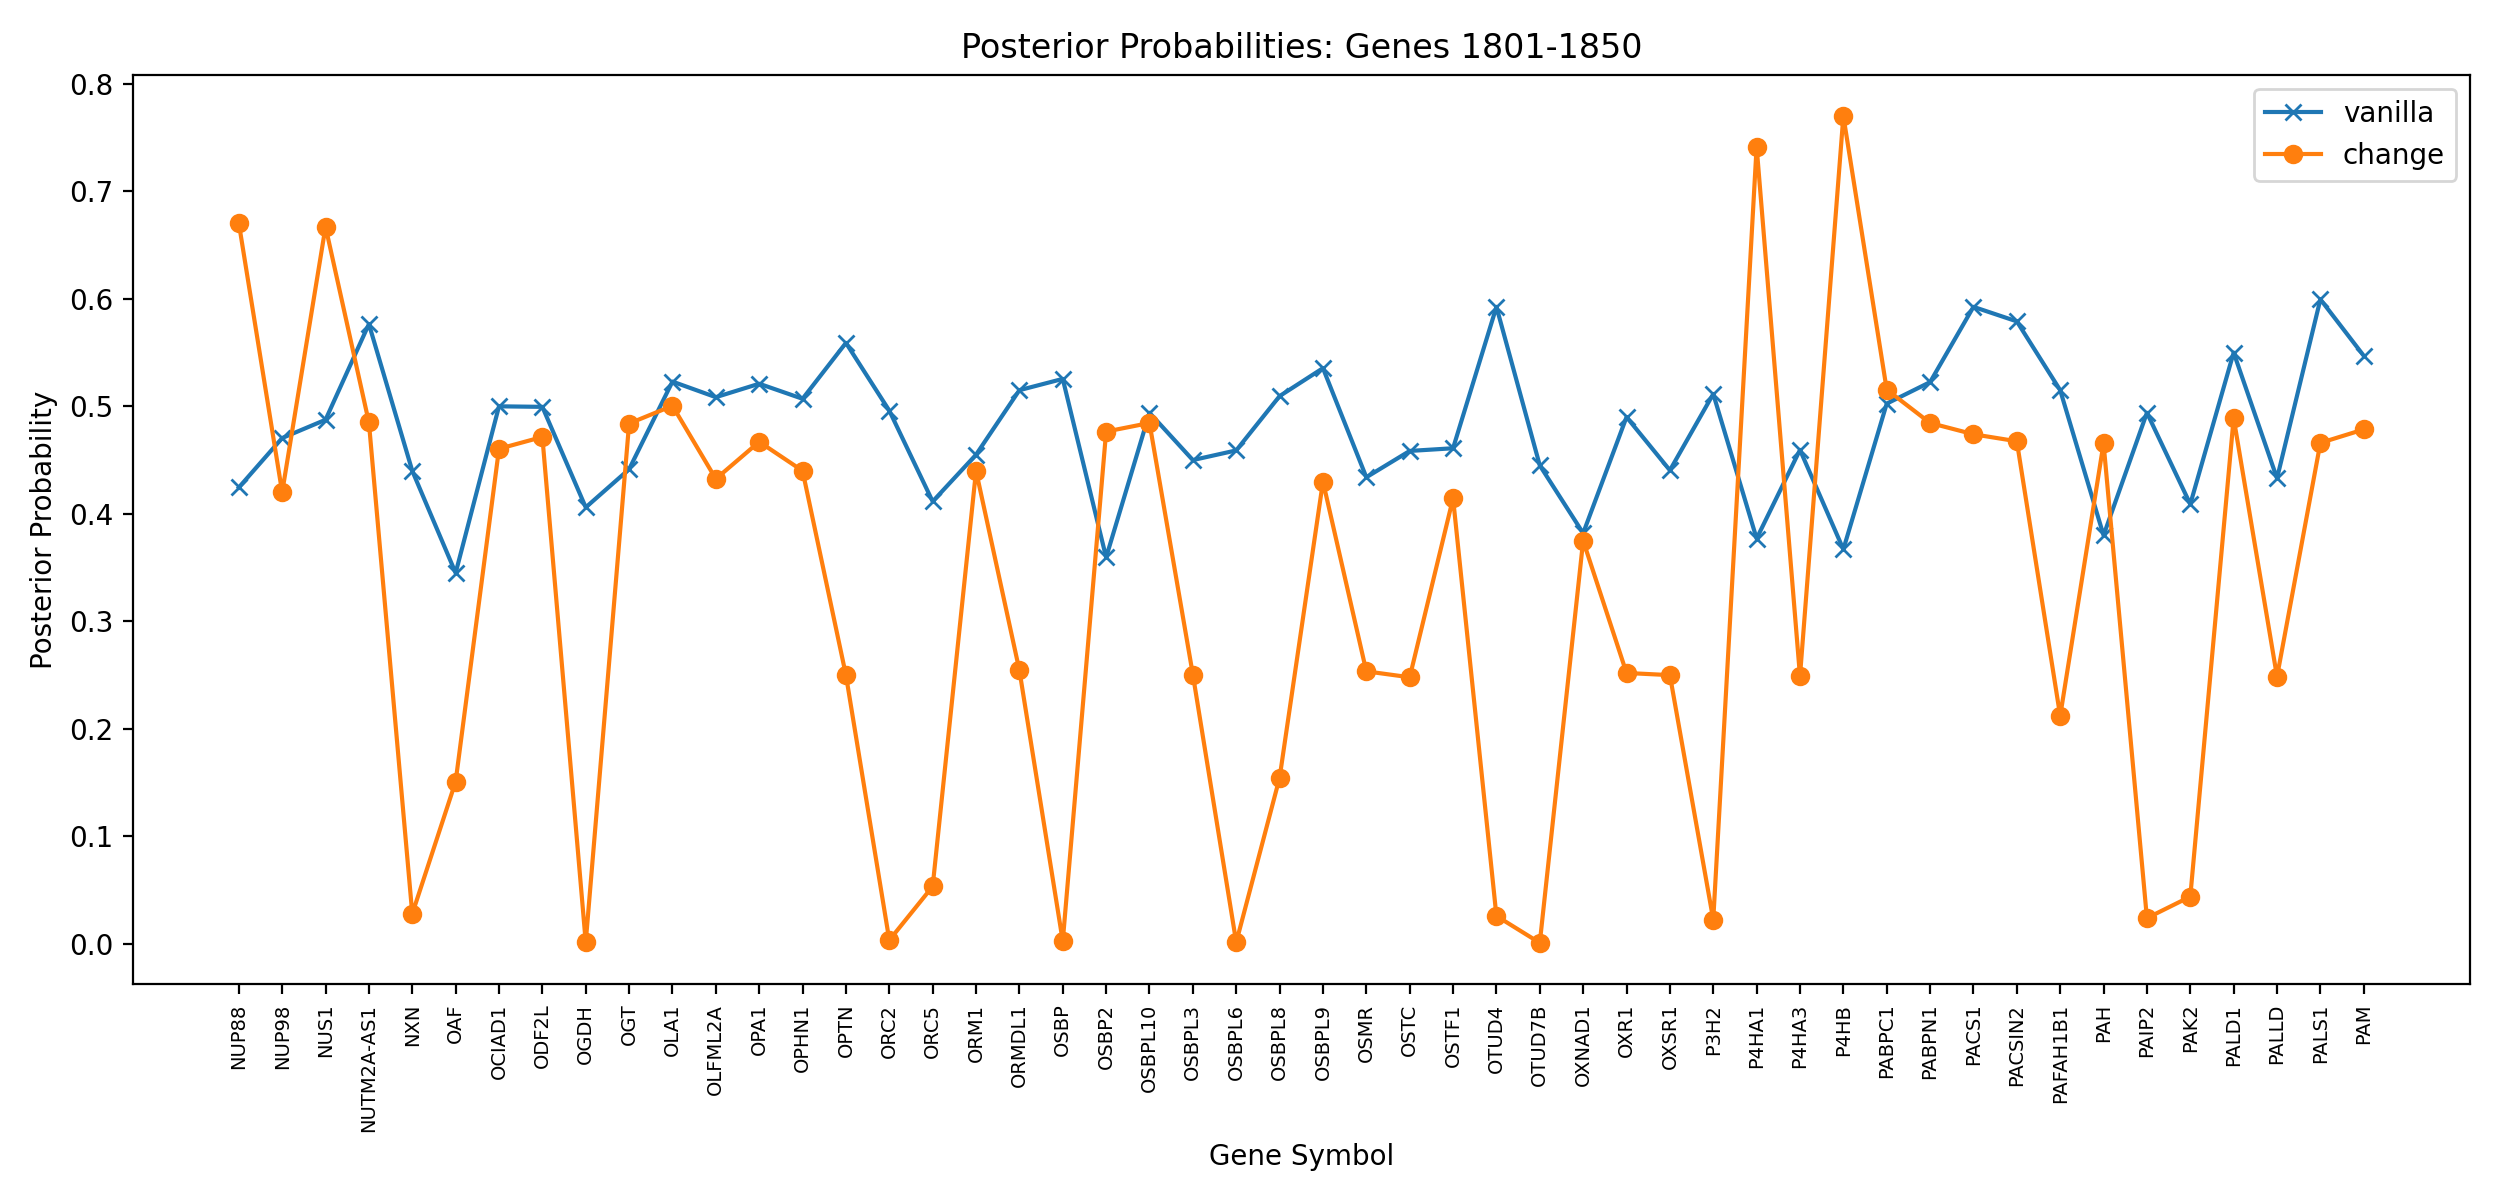 Posterior Probabilities: Genes 1801-1850
vanilla
change
Posterior Probability
0.8
0.7
0.6
0.5
0.4
0.3
0.2
0.1
0.0
NUP88
NUP98
NUS1
NUTM2A-AS1
NXN
OAF
OCIAD1
ODF2L
OGDH
OGT
OLA1
OLFML2A
OPA1
OPHN1
OPTN
ORC2
ORC5
ORM1
ORMDL1
OSBP
OSBP2
OSBPL10
OSBPL3
OSBPL6
OSBPL8
OSBPL9
OSMR
OSTC
OSTF1
OTUD4
OTUD7B
OXNAD1
OXR1
OXSR1
P3H2
P4HA1
P4HA3
P4HB
PABPC1
PABPN1
PACS1
PACSIN2
PAFAH1B1
PAH
PAIP2
PAK2
PALD1
PALLD
PALS1
PAM
Gene Symbol